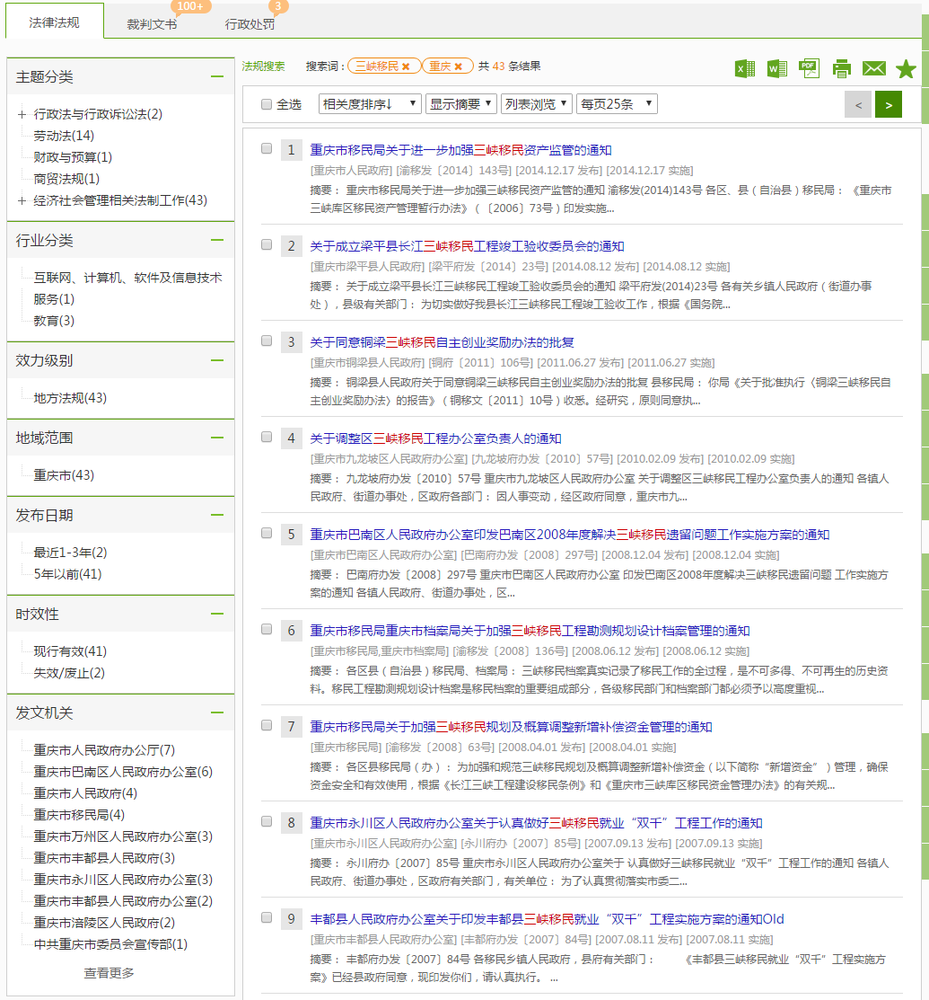 法律法规
裁判文书
100+
行政处罚
3
主题分类
行政法与行政诉讼法(2)
劳动法(14)
财政与预算(1)
商贸法规(1)
经济社会管理相关法制工作(43)
行业分类
互联网、计算机、软件及信息技术
服务(1)
教育(3)
效力级别
地方法规(43)
地域范围
重庆市(43)
发布日期
最近1-3年(2)
5年以前(41)
时效性
现行有效(41)
失效/废止(2)
发文机关
重庆市人民政府办公厅(7)
重庆市巴南区人民政府办公室(6)
重庆市人民政府(4)
重庆市移民局(4)
重庆市万州区人民政府办公室(3)
重庆市丰都县人民政府(3)
重庆市永川区人民政府办公室(3)
重庆市丰都县人民政府办公室(2)
重庆市涪陵区人民政府(2)
中共重庆市委员会宣传部(1)
查看更多
法规搜索 搜索词 : 三峡移民 × 重庆 × 共 43 条结果
全选 相关度排序↓ 显示摘要 列表浏览 每页25条 < >
1 重庆市移民局关于进一步加强三峡移民资产监管的通知
[重庆市人民政府] [渝移发〔2014〕143号] [2014.12.17 发布] [2014.12.17 实施]
摘要： 重庆市移民局关于进一步加强三峡移民资产监管的通知 渝移发(2014)143号 各区、县（自治县）移民局： 《重庆市
三峡库区移民资产管理暂行办法》（〔2006〕73号）印发实施...
2 关于成立梁平县长江三峡移民工程竣工验收委员会的通知
[重庆市梁平县人民政府] [梁平府发〔2014〕23号] [2014.08.12 发布] [2014.08.12 实施]
摘要： 关于成立梁平县长江三峡移民工程竣工验收委员会的通知 梁平府发(2014)23号 各有关乡镇人民政府（街道办事
处），县级有关部门： 为切实做好我县长江三峡移民工程竣工验收工作，根据《国务院...
3 关于同意铜梁三峡移民自主创业奖励办法的批复
[重庆市铜梁县人民政府] [铜府〔2011〕106号] [2011.06.27 发布] [2011.06.27 实施]
摘要： 铜梁县人民政府关于同意铜梁三峡移民自主创业奖励办法的批复 县移民局： 你局《关于批准执行〈铜梁三峡移民自
主创业奖励办法〉的报告》（铜移文〔2011〕10号）收悉。经研究，原则同意执...
4 关于调整区三峡移民工程办公室负责人的通知
[重庆市九龙坡区人民政府办公室] [九龙坡府办发〔2010〕57号] [2010.02.09 发布] [2010.02.09 实施]
摘要： 九龙坡府办发〔2010〕57号 重庆市九龙坡区人民政府办公室 关于调整区三峡移民工程办公室负责人的通知 各镇人
民政府、街道办事处，区政府各部门： 因人事变动，经区政府同意，重庆市九...
5 重庆市巴南区人民政府办公室印发巴南区2008年度解决三峡移民遗留问题工作实施方案的通知
[重庆市巴南区人民政府办公室] [巴南府办发〔2008〕297号] [2008.12.04 发布] [2008.12.04 实施]
摘要： 巴南府办发〔2008〕297号 重庆市巴南区人民政府办公室 印发巴南区2008年度解决三峡移民遗留问题 工作实施方
案的通知 各镇人民政府、街道办事处，区...
6 重庆市移民局重庆市档案局关于加强三峡移民工程勘测规划设计档案管理的通知
[重庆市移民局,重庆市档案局] [渝移发〔2008〕136号] [2008.06.12 发布] [2008.06.12 实施]
摘要： 各区县（自治县）移民局、档案局： 三峡移民档案真实记录了移民工作的全过程，是不可多得、不可再生的历史资
料。移民工程勘测规划设计档案是移民档案的重要组成部分，各级移民部门和档案部门都必须予以高度重视...
7 重庆市移民局关于加强三峡移民规划及概算调整新增补偿资金管理的通知
[重庆市移民局] [渝移发〔2008〕63号] [2008.04.01 发布] [2008.04.01 实施]
摘要： 各区县移民局（办）： 为加强和规范三峡移民规划及概算调整新增补偿资金（以下简称“新增资金”）管理，确保
资金安全和有效使用，根据《长江三峡工程建设移民条例》和《重庆市三峡库区移民资金管理办法》的有关规...
8 重庆市永川区人民政府办公室关于认真做好三峡移民就业“双千”工程工作的通知
[重庆市永川区人民政府办公室] [永川府办〔2007〕85号] [2007.09.13 发布] [2007.09.13 实施]
摘要： 永川府办〔2007〕85号 重庆市永川区人民政府办公室关于 认真做好三峡移民就业“双千”工程工作的通知 各镇人
民政府、街道办事处，区政府有关部门，有关单位： 为了认真贯彻落实市委二...
9 丰都县人民政府办公室关于印发丰都县三峡移民就业“双千”工程实施方案的通知Old
[重庆市丰都县人民政府办公室] [丰都府办发〔2007〕84号] [2007.08.11 发布] [2007.08.11 实施]
摘要： 丰都府办发〔2007〕84号 各移民乡镇人民政府，县府有关部门： 《丰都县三峡移民就业“双千”工程实施方
案》已经县政府同意，现印发你们，请认真执行。 ...